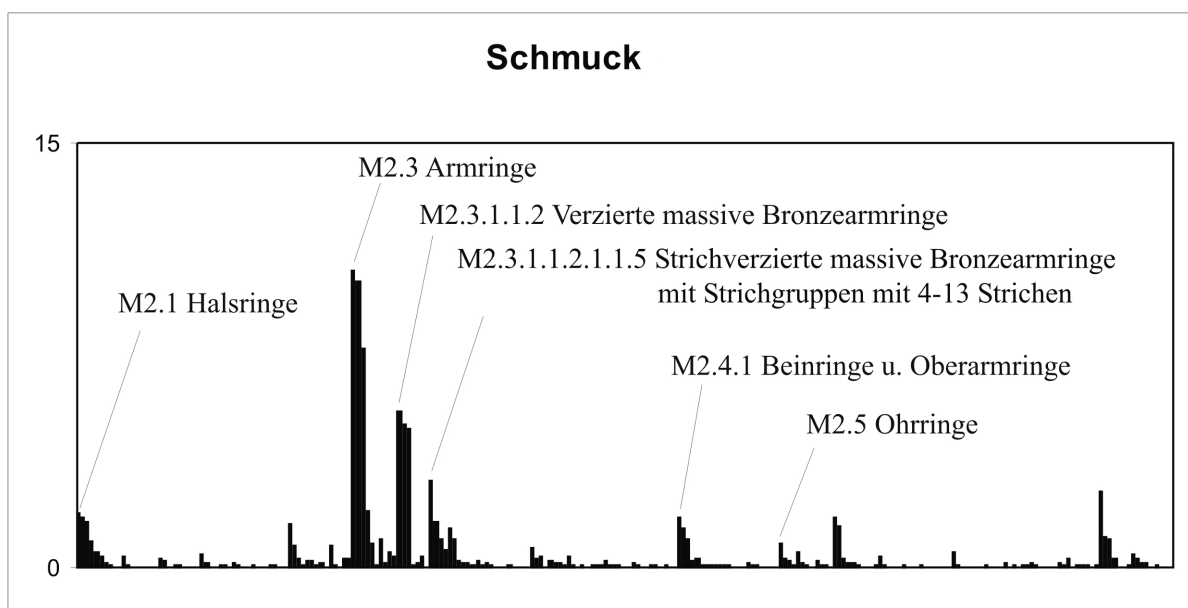 Schmuck
15
M2.3 Armringe
M2.3.1.1.2 Verzierte massive Bronzearmringe
M2.3.1.1.2.1.1.5 Strichverzierte massive Bronzearmringe
mit Strichgruppen mit 4-13 Strichen
M2.1 Halsringe
M2.4.1 Beinringe u. Oberarmringe
M2.5 Ohrringe
0